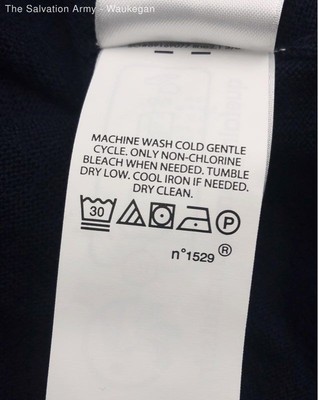 The Salvation Army - Waukegan
MACHINE WASH COLD GENTLE
CYCLE. ONLY NON-CHLORINE
BLEACH WHEN NEEDED. TUMBLE
DRY LOW. COOL IRON IF NEEDED.
DRY CLEAN.
30 P
n°1529 ®